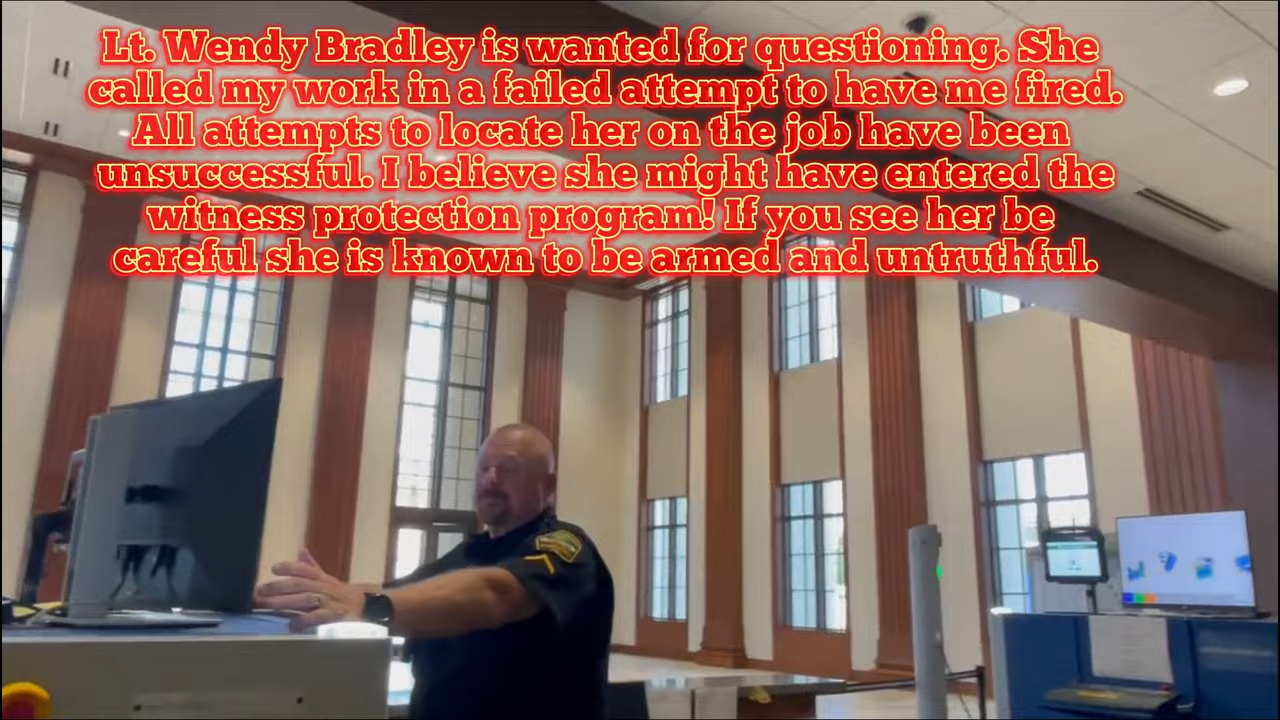 Lt. Wendy Bradley is wanted for questioning. She
called my work in a failed attempt to have me fired.
All attempts to locate her on the job have been
unsuccessful. I believe she might have entered the
witness protection program! If you see her be
careful she is known to be armed and untruthful.